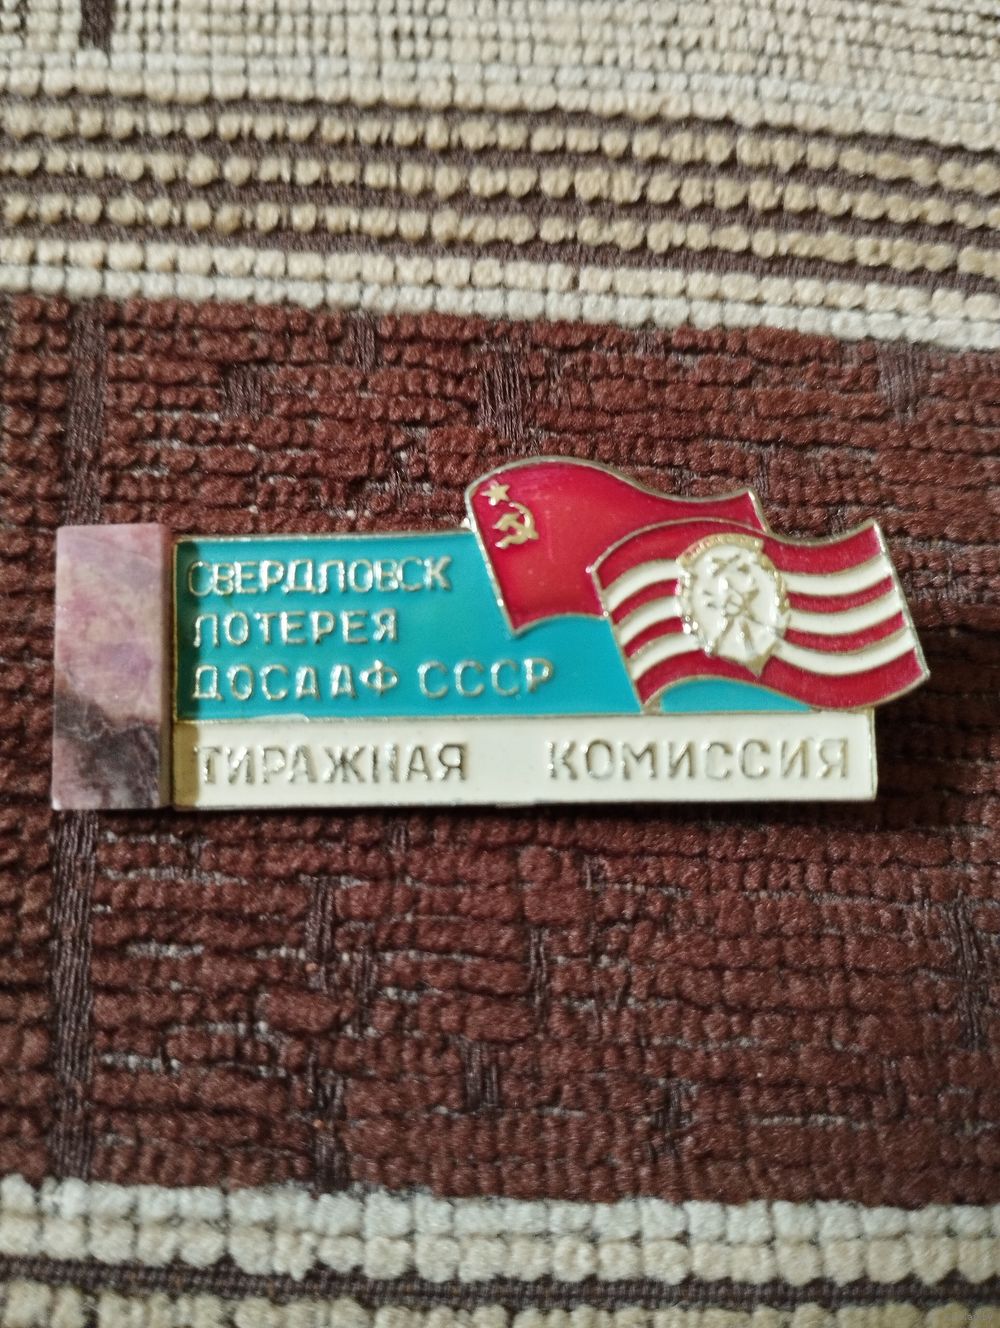 СВЕРДЛОВСК
ЛОТЕРЕЯ
ДОСААФ СССР
ТИРАЖНАЯ КОМИССИЯ